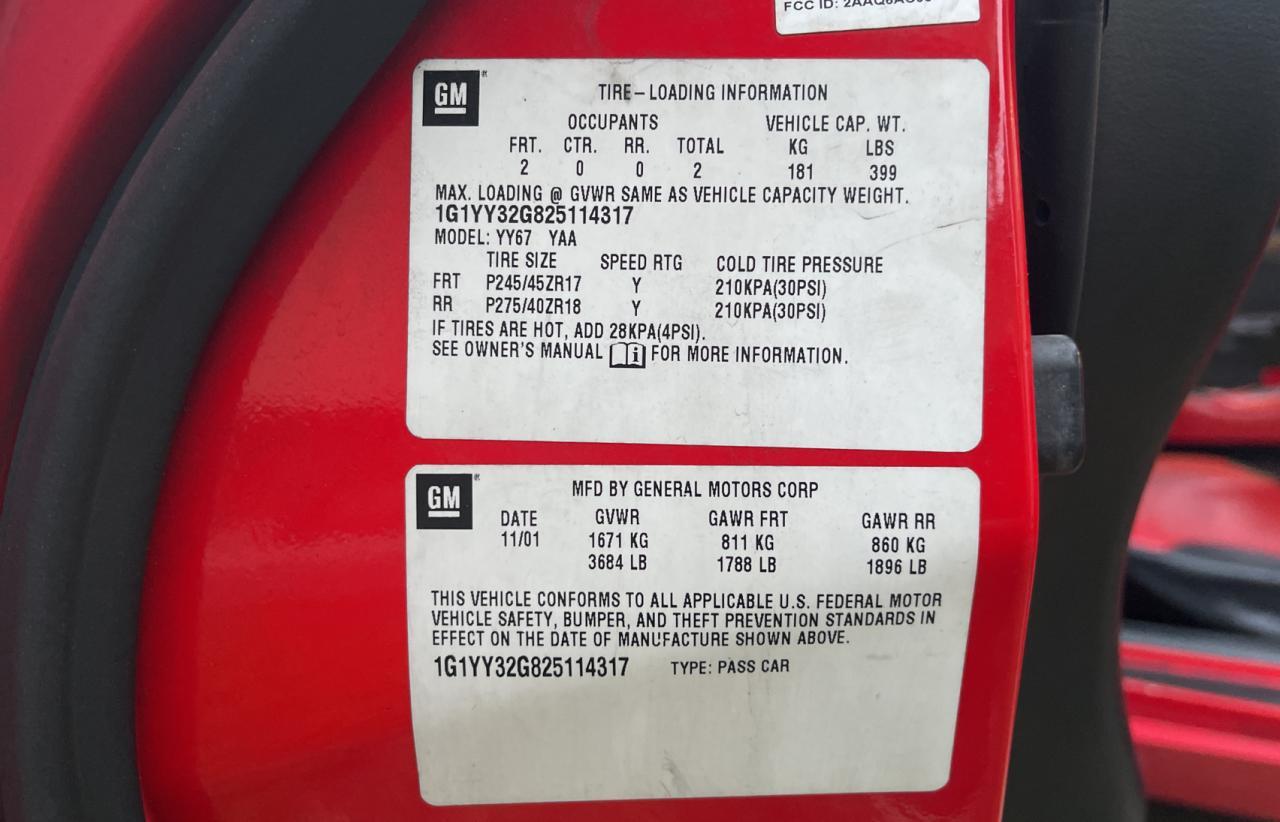 FCC ID:
GM
TIRE–LOADING INFORMATION
OCCUPANTS VEHICLE CAP. WT.
FRT. CTR. RR. TOTAL KG LBS
2 0 0 2 181 399
MAX. LOADING @ GVWR SAME AS VEHICLE CAPACITY WEIGHT.
1G1YY32G825114317
MODEL: YY67 YAA
TIRE SIZE SPEED RTG COLD TIRE PRESSURE
FRT P245/45ZR17 Y 210KPA(30PSI)
RR P275/40ZR18 Y 210KPA(30PSI)
IF TIRES ARE HOT, ADD 28KPA(4PSI).
SEE OWNER'S MANUAL i FOR MORE INFORMATION.
GM
MFD BY GENERAL MOTORS CORP
DATE GVWR GAWR FRT GAWR RR
11/01 1671 KG 811 KG 860 KG
3684 LB 1788 LB 1896 LB
THIS VEHICLE CONFORMS TO ALL APPLICABLE U.S. FEDERAL MOTOR
VEHICLE SAFETY, BUMPER, AND THEFT PREVENTION STANDARDS IN
EFFECT ON THE DATE OF MANUFACTURE SHOWN ABOVE.
1G1YY32G825114317 TYPE: PASS CAR